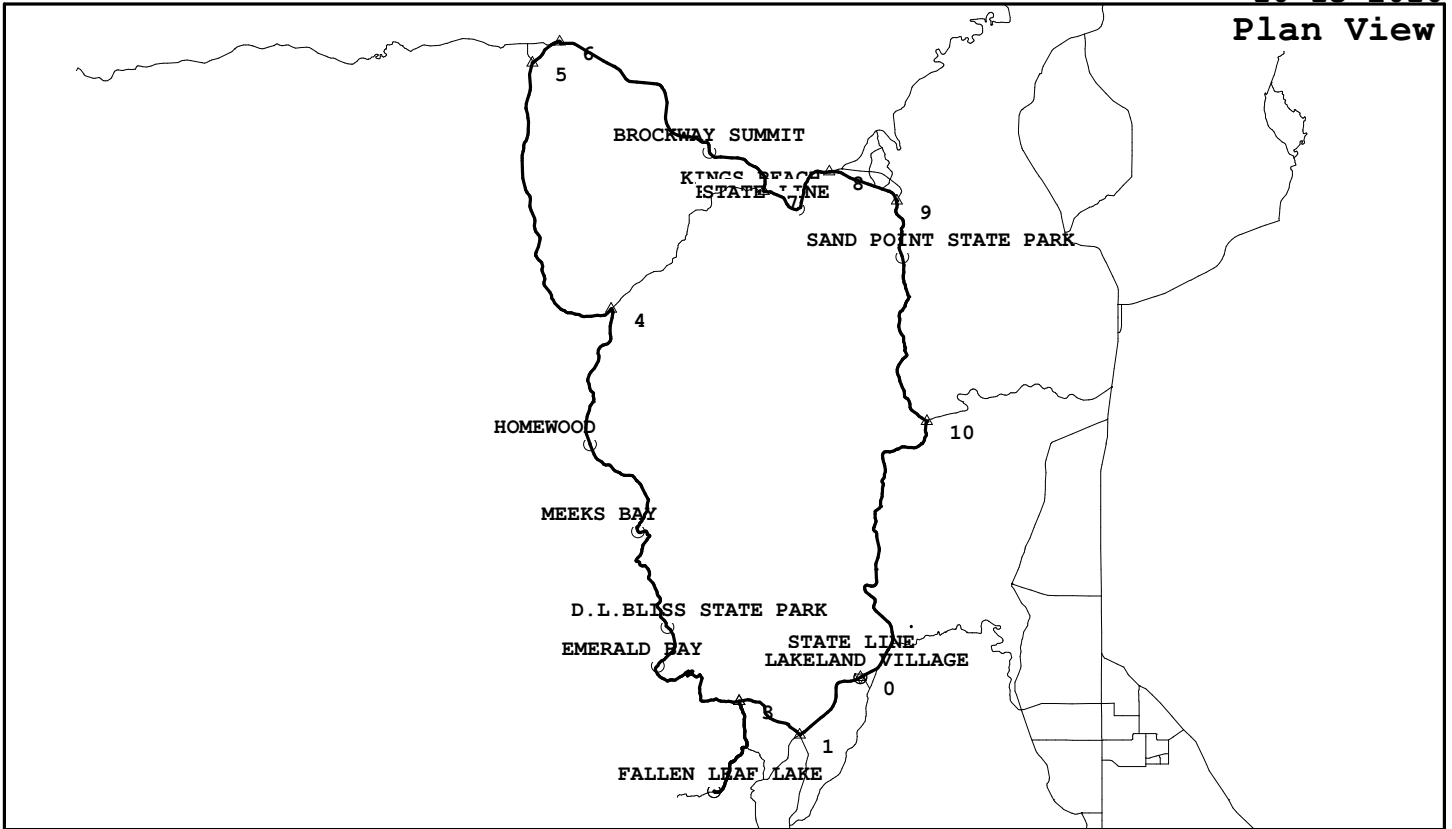 Plan View
6
5
BROCKWAY SUMMIT
KINGS BEACH
STATE LINE
8
7
9
SAND POINT STATE PARK
4
HOMEWOOD
10
MEEKS BAY
D.L.BLISS STATE PARK
STATE LINE
EMERALD BAY
LAKELAND VILLAGE
0
3
1
FALLEN LEAF LAKE